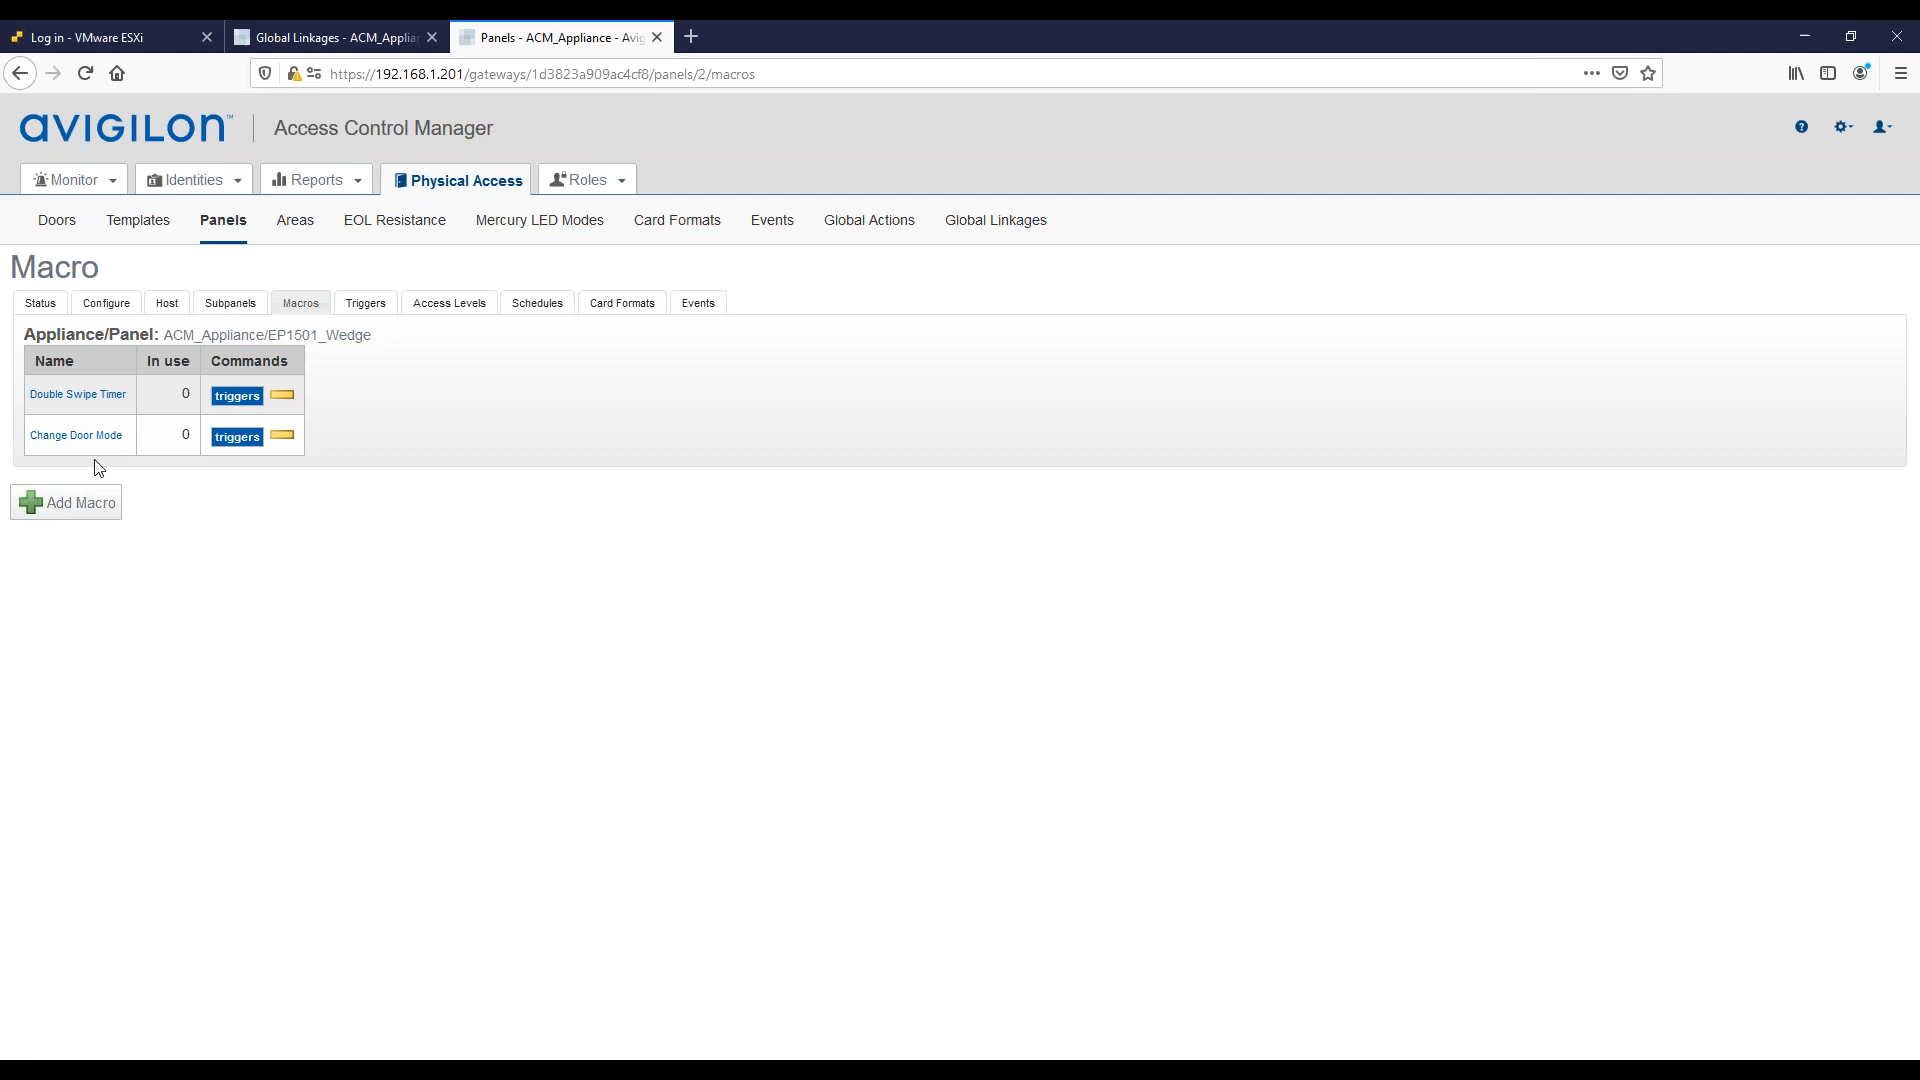 Log in - VMware ESXi
Global Linkages - ACM_Applia
Panels - ACM_Appliance - Avig
https://192.168.1.201/gateways/1d3823a909ac4cf8/panels/2/macros
AVIGILON™ Access Control Manager
Monitor Identities Reports Physical Access Roles
Doors Templates Panels Areas EOL Resistance Mercury LED Modes Card Formats Events Global Actions Global Linkages
Macro
Status Configure Host Subpanels Macros Triggers Access Levels Schedules Card Formats Events
Appliance/Panel: ACM_Appliance/EP1501_Wedge
Name In use Commands
Double Swipe Timer 0 triggers
Change Door Mode 0 triggers
Add Macro